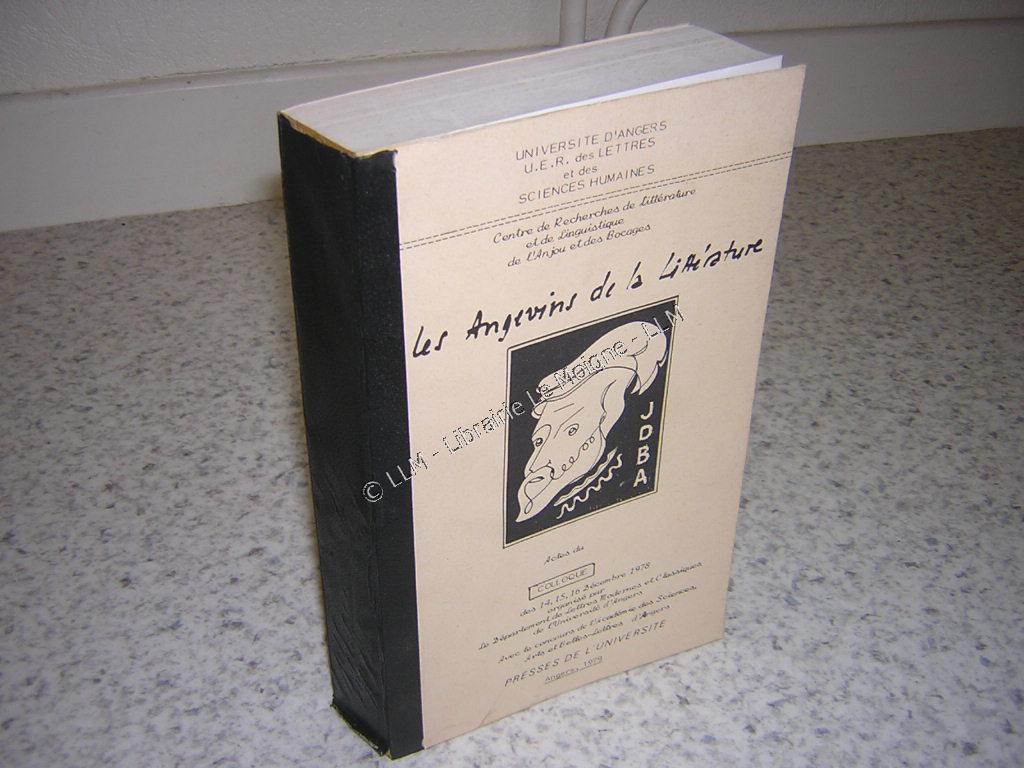 UNIVERSITE D'ANGERS
U.E.R. des LETTRES
et des
SCIENCES HUMAINES
Centre de Recherches de Littérature
et de Linguistique
de l'Anjou et des Bocages
Les Angevins de la Littérature
JDBA
Actes du
COLLOQUE
des 14, 15, 16 Décembre 1978
organisé par
Le Département de Lettres Modernes et Classiques
de l'Université d'Angers
Avec le concours de l'Académie des Sciences,
Arts et Belles-Lettres d'Angers
PRESSES DE L'UNIVERSITE
Angers, 1979
© LLM - Librairie Le Moigne - LLM